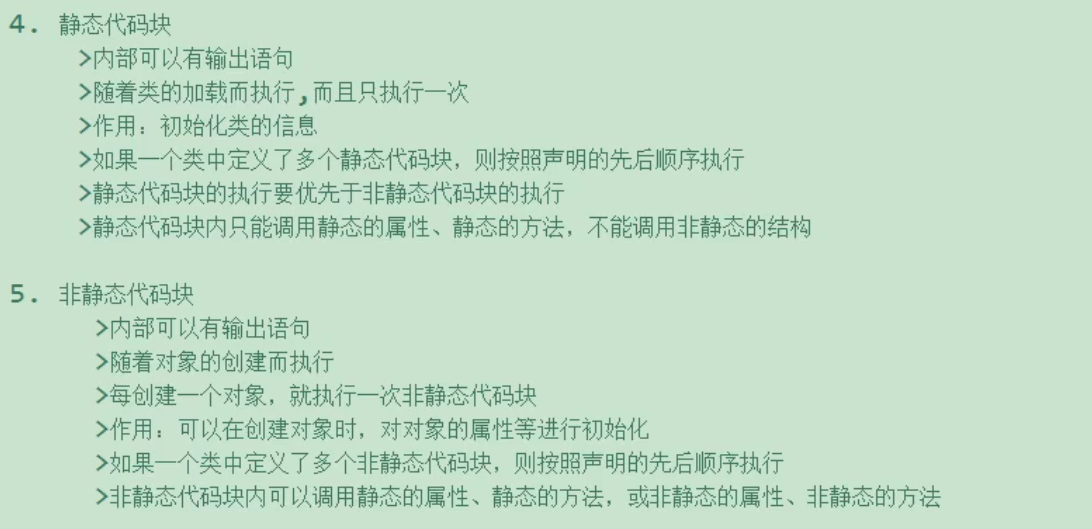 4. 静态代码块
>内部可以有输出语句
>随着类的加载而执行,而且只执行一次
>作用：初始化类的信息
>如果一个类中定义了多个静态代码块，则按照声明的先后顺序执行
>静态代码块的执行要优先于非静态代码块的执行
>静态代码块内只能调用静态的属性、静态的方法，不能调用非静态的结构
5. 非静态代码块
>内部可以有输出语句
>随着对象的创建而执行
>每创建一个对象，就执行一次非静态代码块
>作用：可以在创建对象时，对对象的属性等进行初始化
>如果一个类中定义了多个非静态代码块，则按照声明的先后顺序执行
>非静态代码块内可以调用静态的属性、静态的方法，或非静态的属性、非静态的方法